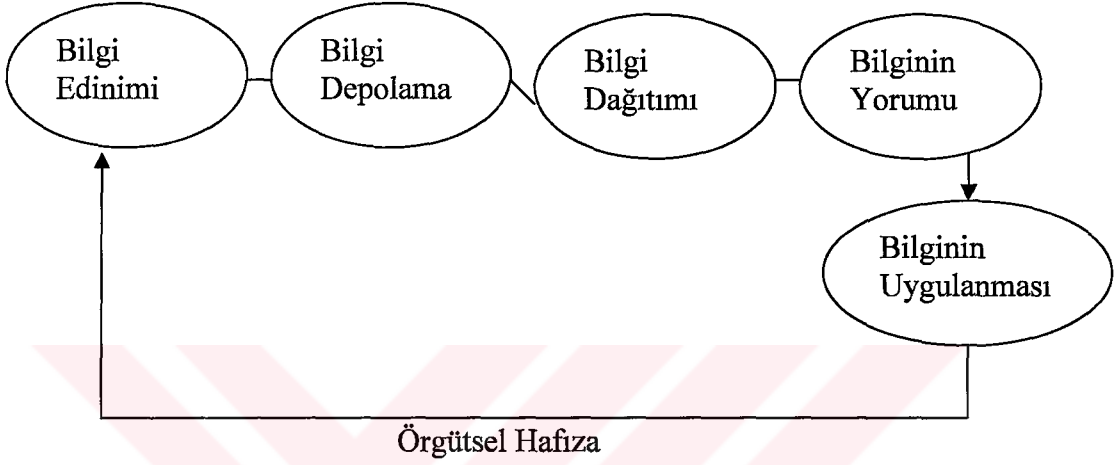 Bilgi
Edinimi
Bilgi
Depolama
Bilgi
Dağıtımı
Bilginin
Yorumu
Bilginin
Uygulanması
Örgütsel Hafıza